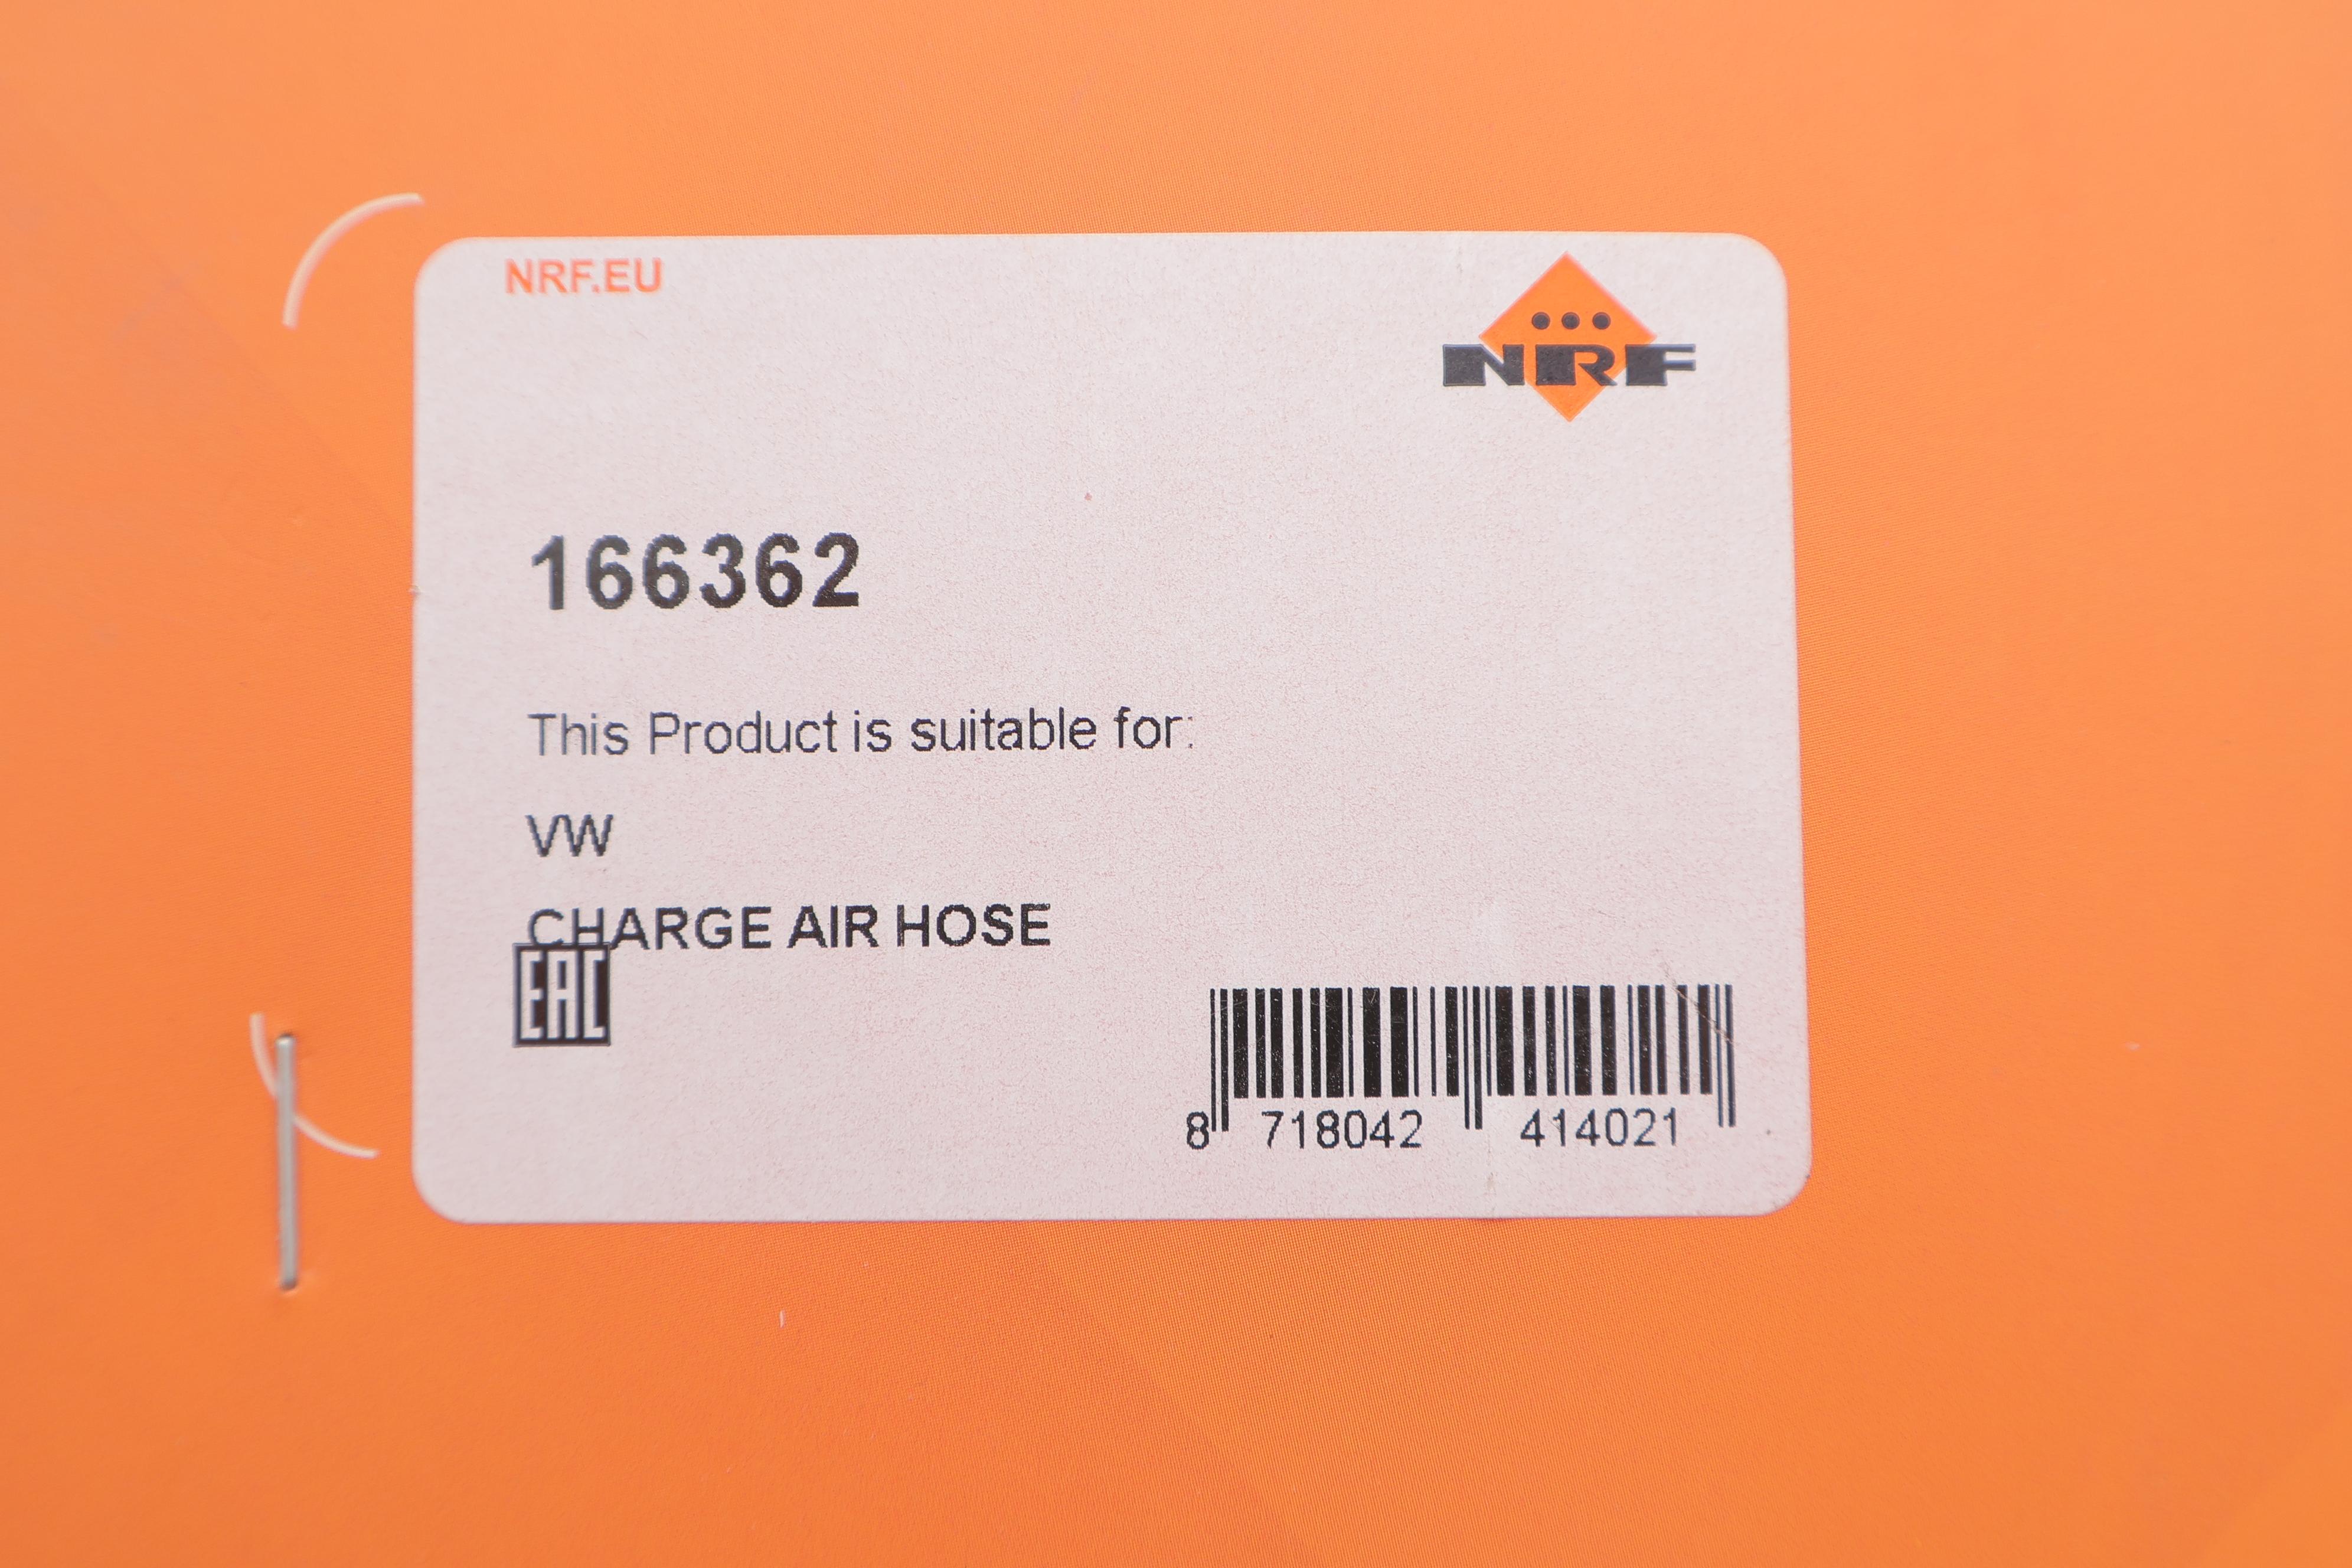 NRF.EU
NRF
166362
This Product is suitable for:
VW
CHARGE AIR HOSE
EAC
8 718042 414021